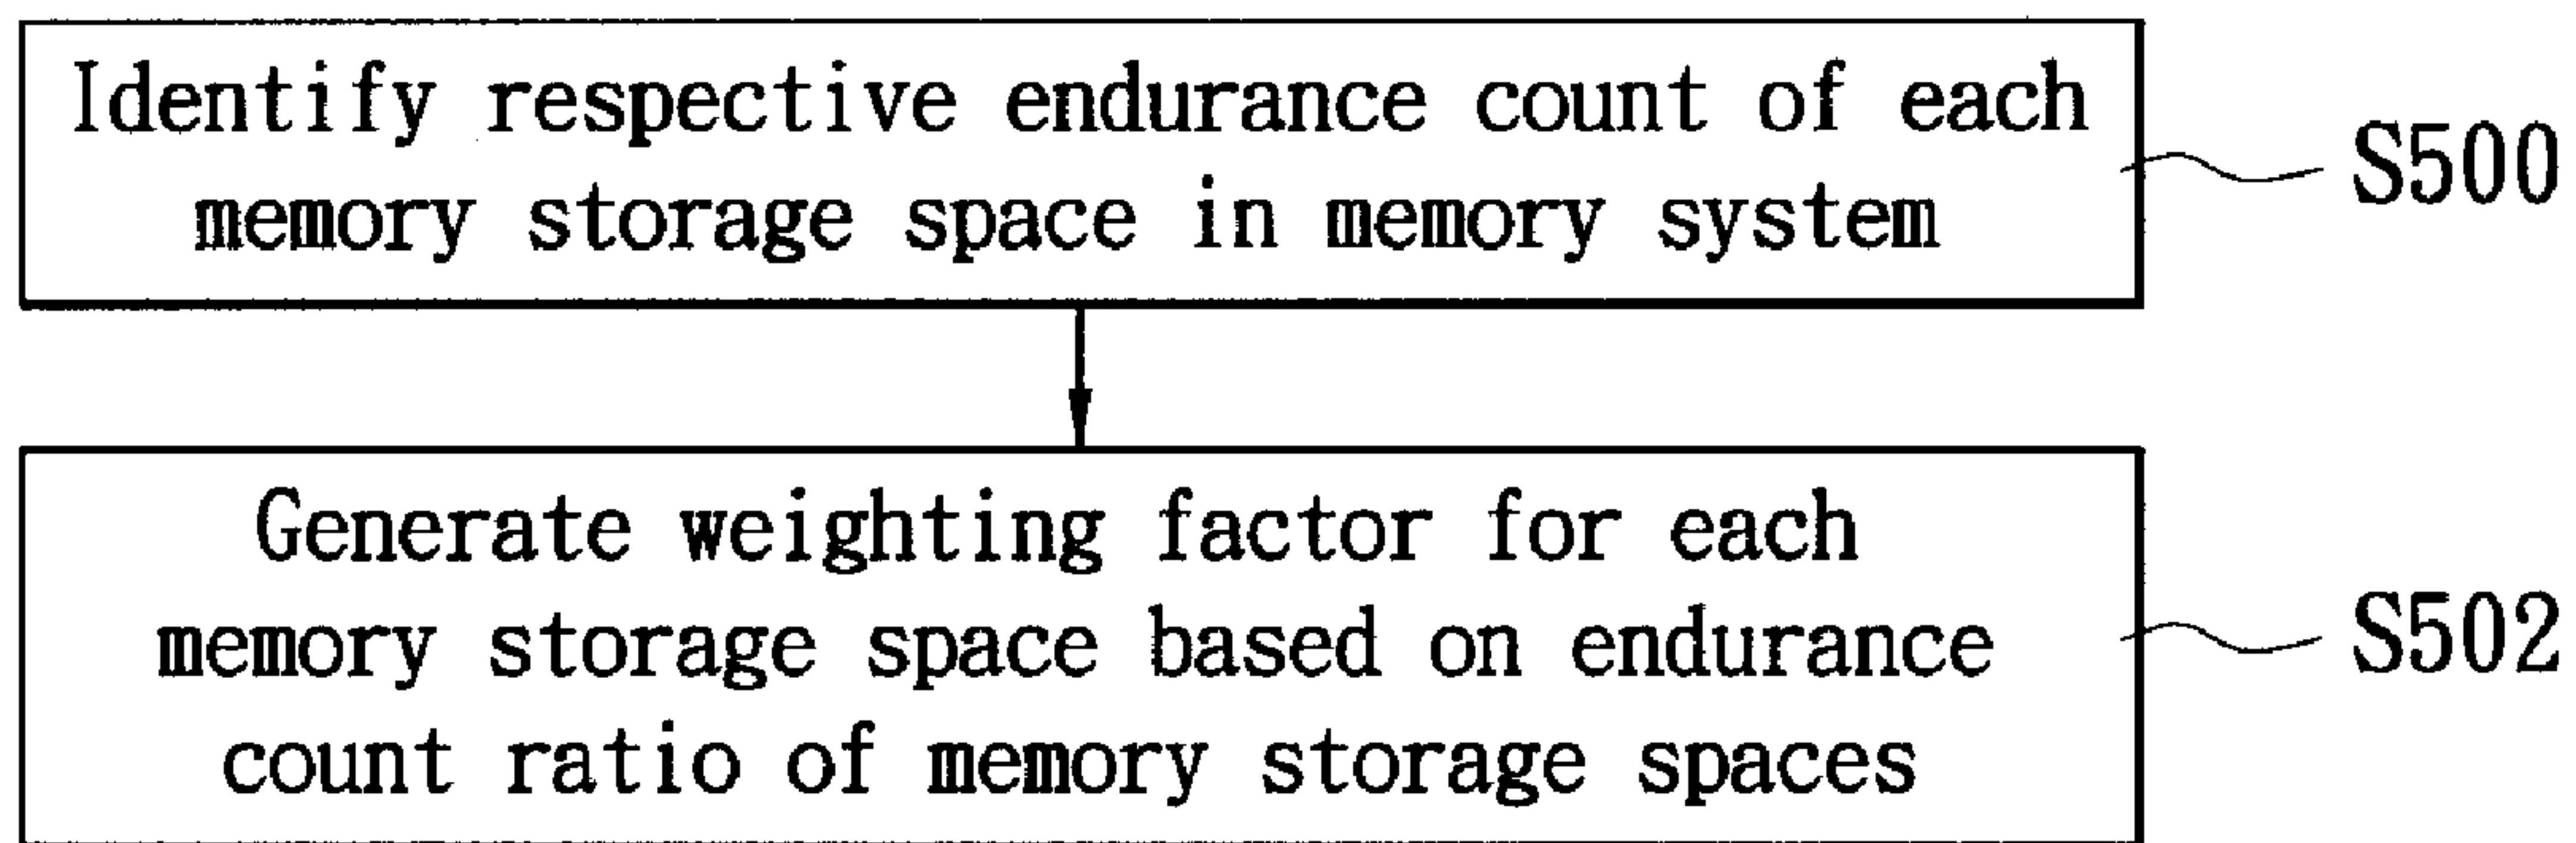 Identify respective endurance count of each
memory storage space in memory system
S500
Generate weighting factor for each
memory storage space based on endurance
count ratio of memory storage spaces
S502